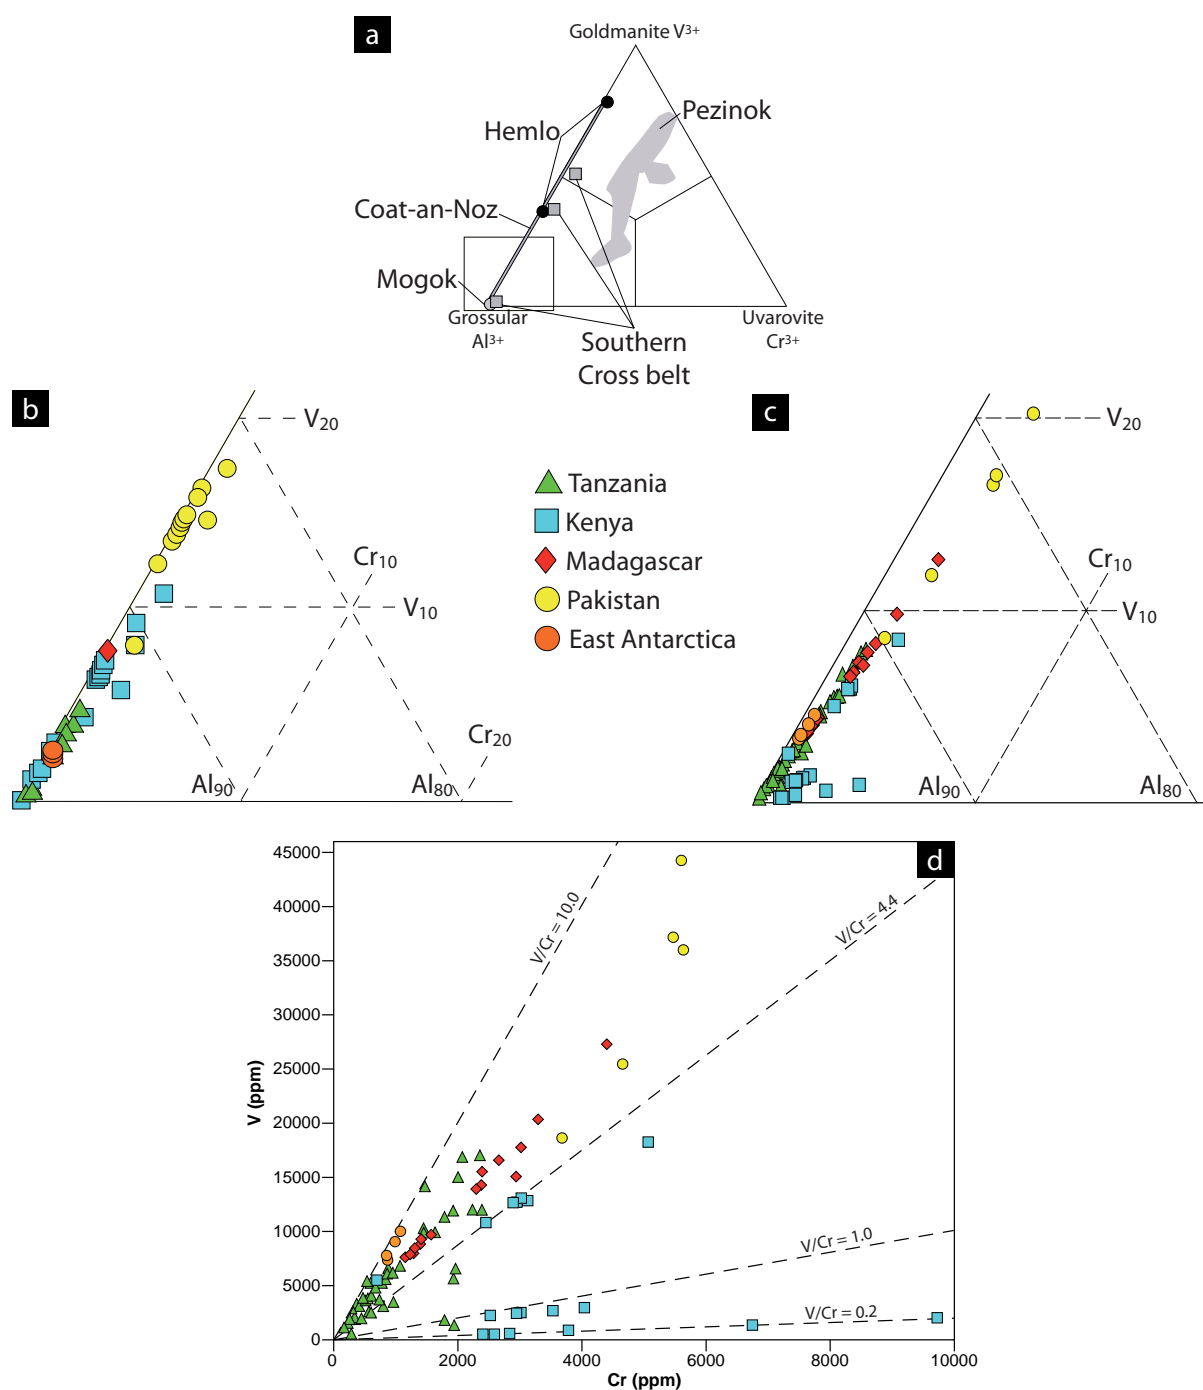 a
Goldmanite V3+
Pezinok
Hemlo
Coat-an-Noz
Mogok
Grossular
Al3+
Uvarovite
Cr3+
Southern
Cross belt
b
V20
Cr10
V10
Cr20
Al90
Al80
Tanzania
Kenya
Madagascar
Pakistan
East Antarctica
c
V20
Cr10
V10
Al90
Al80
d
45000
40000
35000
30000
25000
20000
15000
10000
5000
0
V (ppm)
V/Cr = 10.0
V/Cr = 4.4
V/Cr = 1.0
V/Cr = 0.2
0
2000
4000
6000
8000
10000
Cr (ppm)